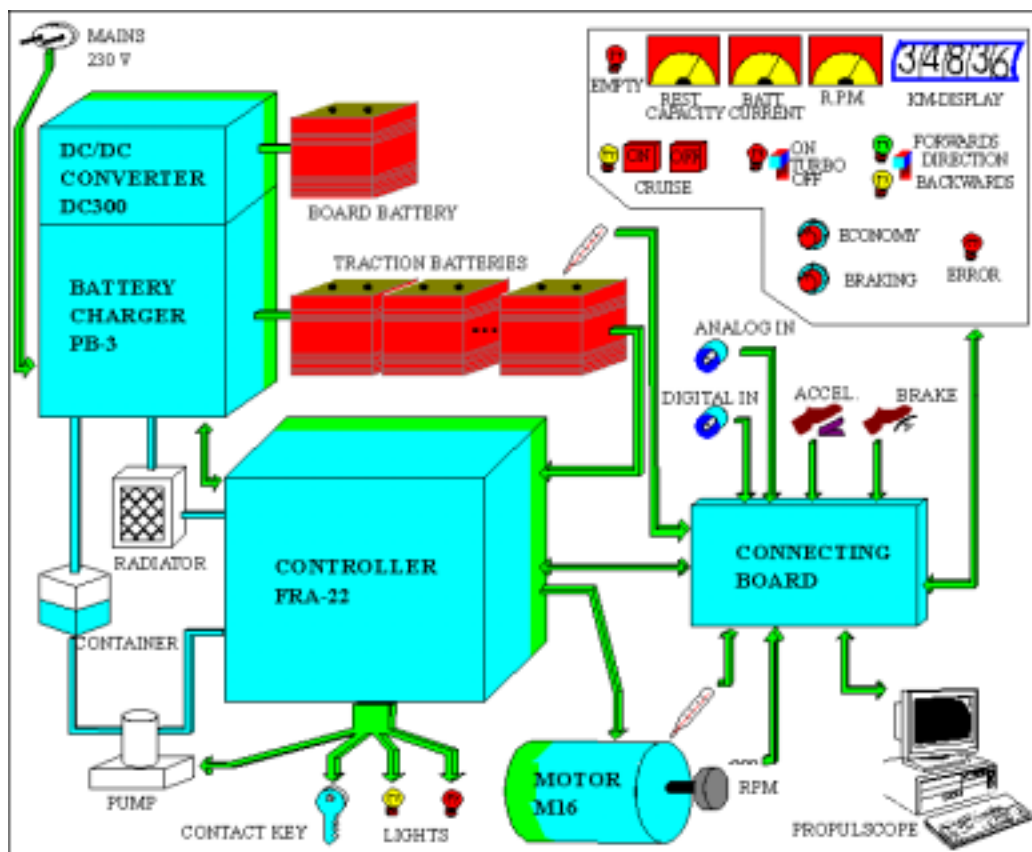 MAINS
230 V
DC/DC
CONVERTER
DC300
BATTERY
CHARGER
PB-3
BOARD BATTERY
TRACTION BATTERIES
...
EMPTY
REST
CAPACITY
BATT.
CURRENT
R.P.M.
34836
KM-DISPLAY
ON
OFF
CRUISE
ON
TURBO
OFF
FORWARDS
DIRECTION
BACKWARDS
ECONOMY
BRAKING
ERROR
ANALOG IN
DIGITAL IN
ACCEL.
BRAKE
RADIATOR
CONTAINER
CONTROLLER
FRA-22
CONNECTING
BOARD
PUMP
CONTACT KEY
LIGHTS
MOTOR
M16
RPM
PROPULSCOPE